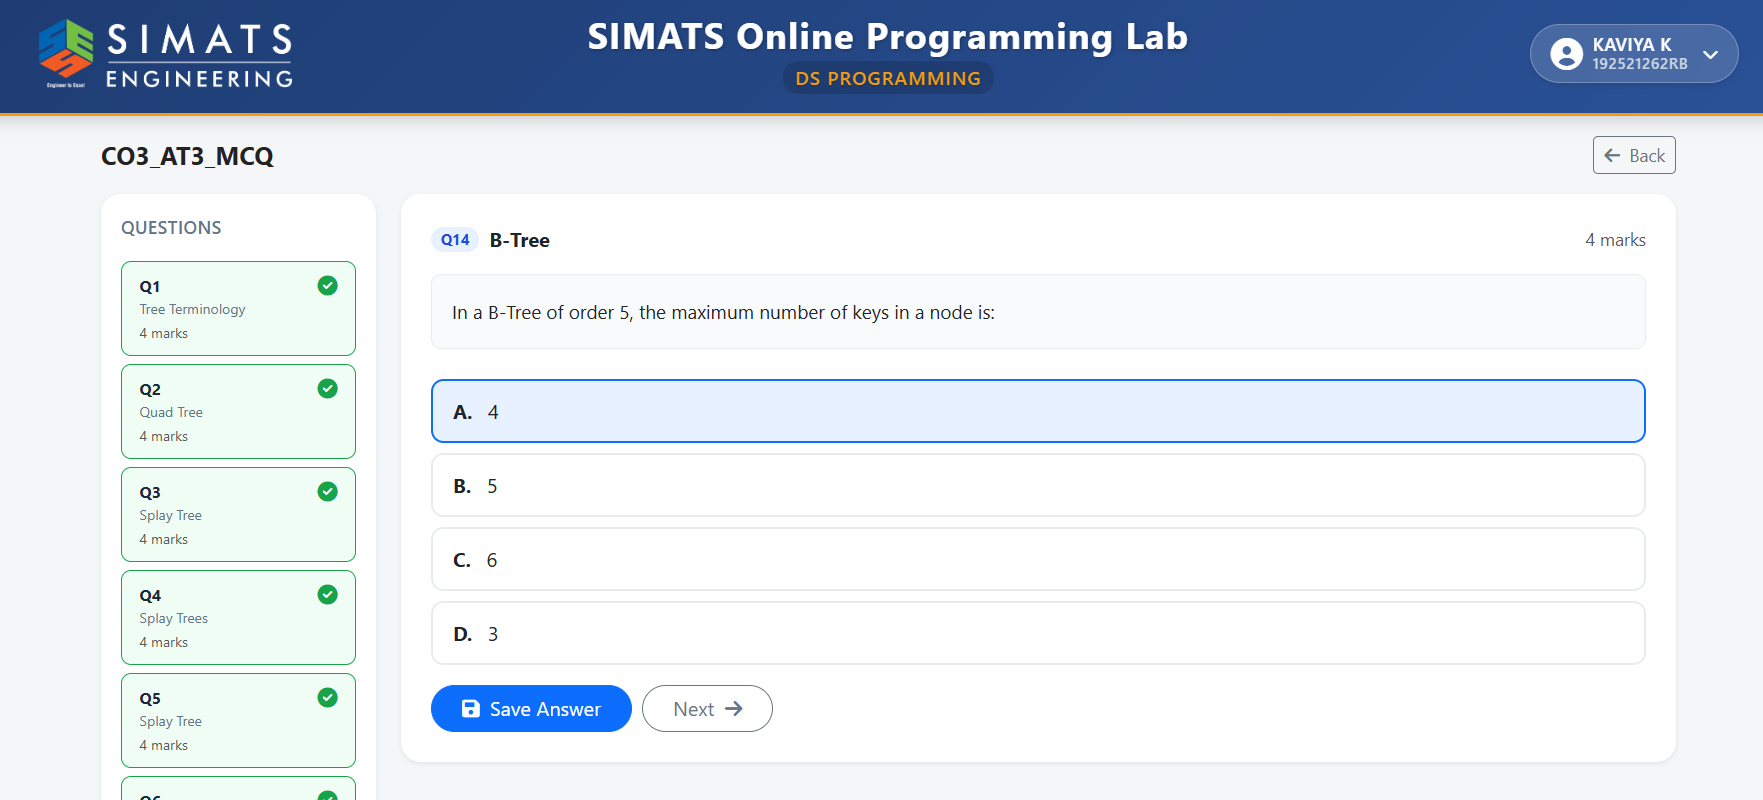 SIMATS
ENGINEERING
Engineer to Excel
SIMATS Online Programming Lab
DS PROGRAMMING
KAVIYA K
192521262RB
CO3_AT3_MCQ
Back
QUESTIONS
Q1
Tree Terminology
4 marks
Q2
Quad Tree
4 marks
Q3
Splay Tree
4 marks
Q4
Splay Trees
4 marks
Q5
Splay Tree
4 marks
Q14 B-Tree
4 marks
In a B-Tree of order 5, the maximum number of keys in a node is:
A. 4
B. 5
C. 6
D. 3
Save Answer
Next